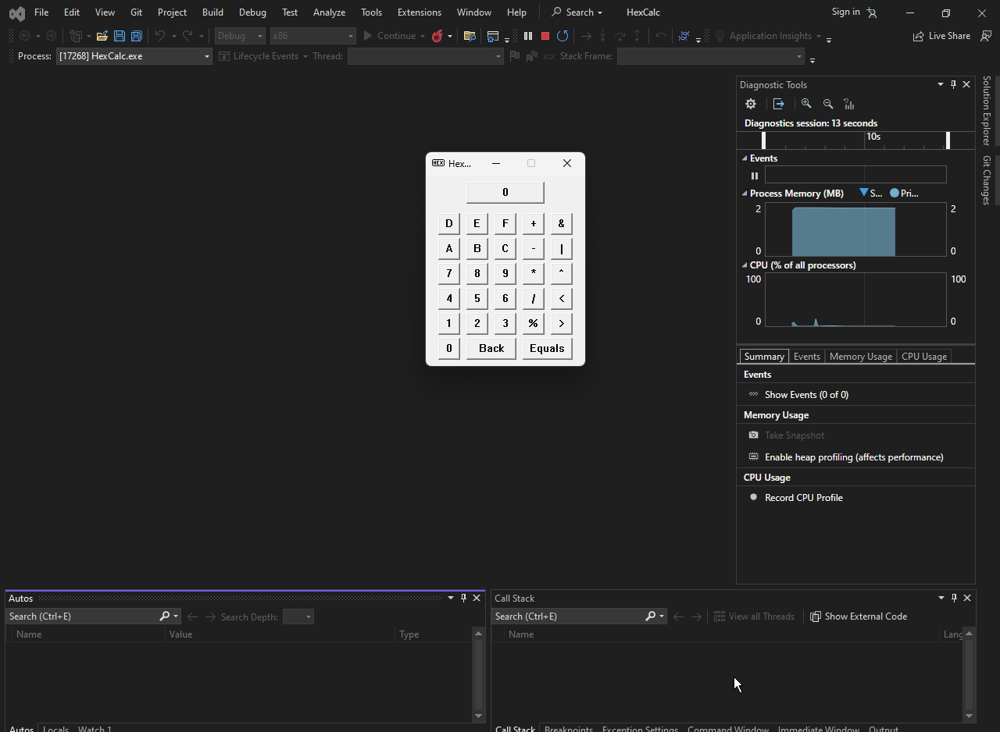 File Edit View Git Project Build Debug Test Analyze Tools Extensions Window Help Search HexCalc Sign in
Debug x86 Continue Application Insights Live Share
Process: [17268] HexCalc.exe Lifecycle Events Thread: Stack Frame:
Diagnostic Tools
Diagnostics session: 13 seconds
10s
Events
Process Memory (MB) S... Pri...
2 2
0 0
CPU (% of all processors)
100 100
0 0
Summary Events Memory Usage CPU Usage
Events
Show Events (0 of 0)
Memory Usage
Take Snapshot
Enable heap profiling (affects performance)
CPU Usage
Record CPU Profile
Solution Explorer
Git Changes
HEX Hex...
0
D E F + &
A B C - |
7 8 9 * ^
4 5 6 / <
1 2 3 % >
0 Back Equals
Autos
Search (Ctrl+E) Search Depth:
Name Value Type
Autos Locals Watch 1
Call Stack
Search (Ctrl+E) View all Threads Show External Code
Name Lang
Call Stack Breakpoints Exception Settings Command Window Immediate Window Output